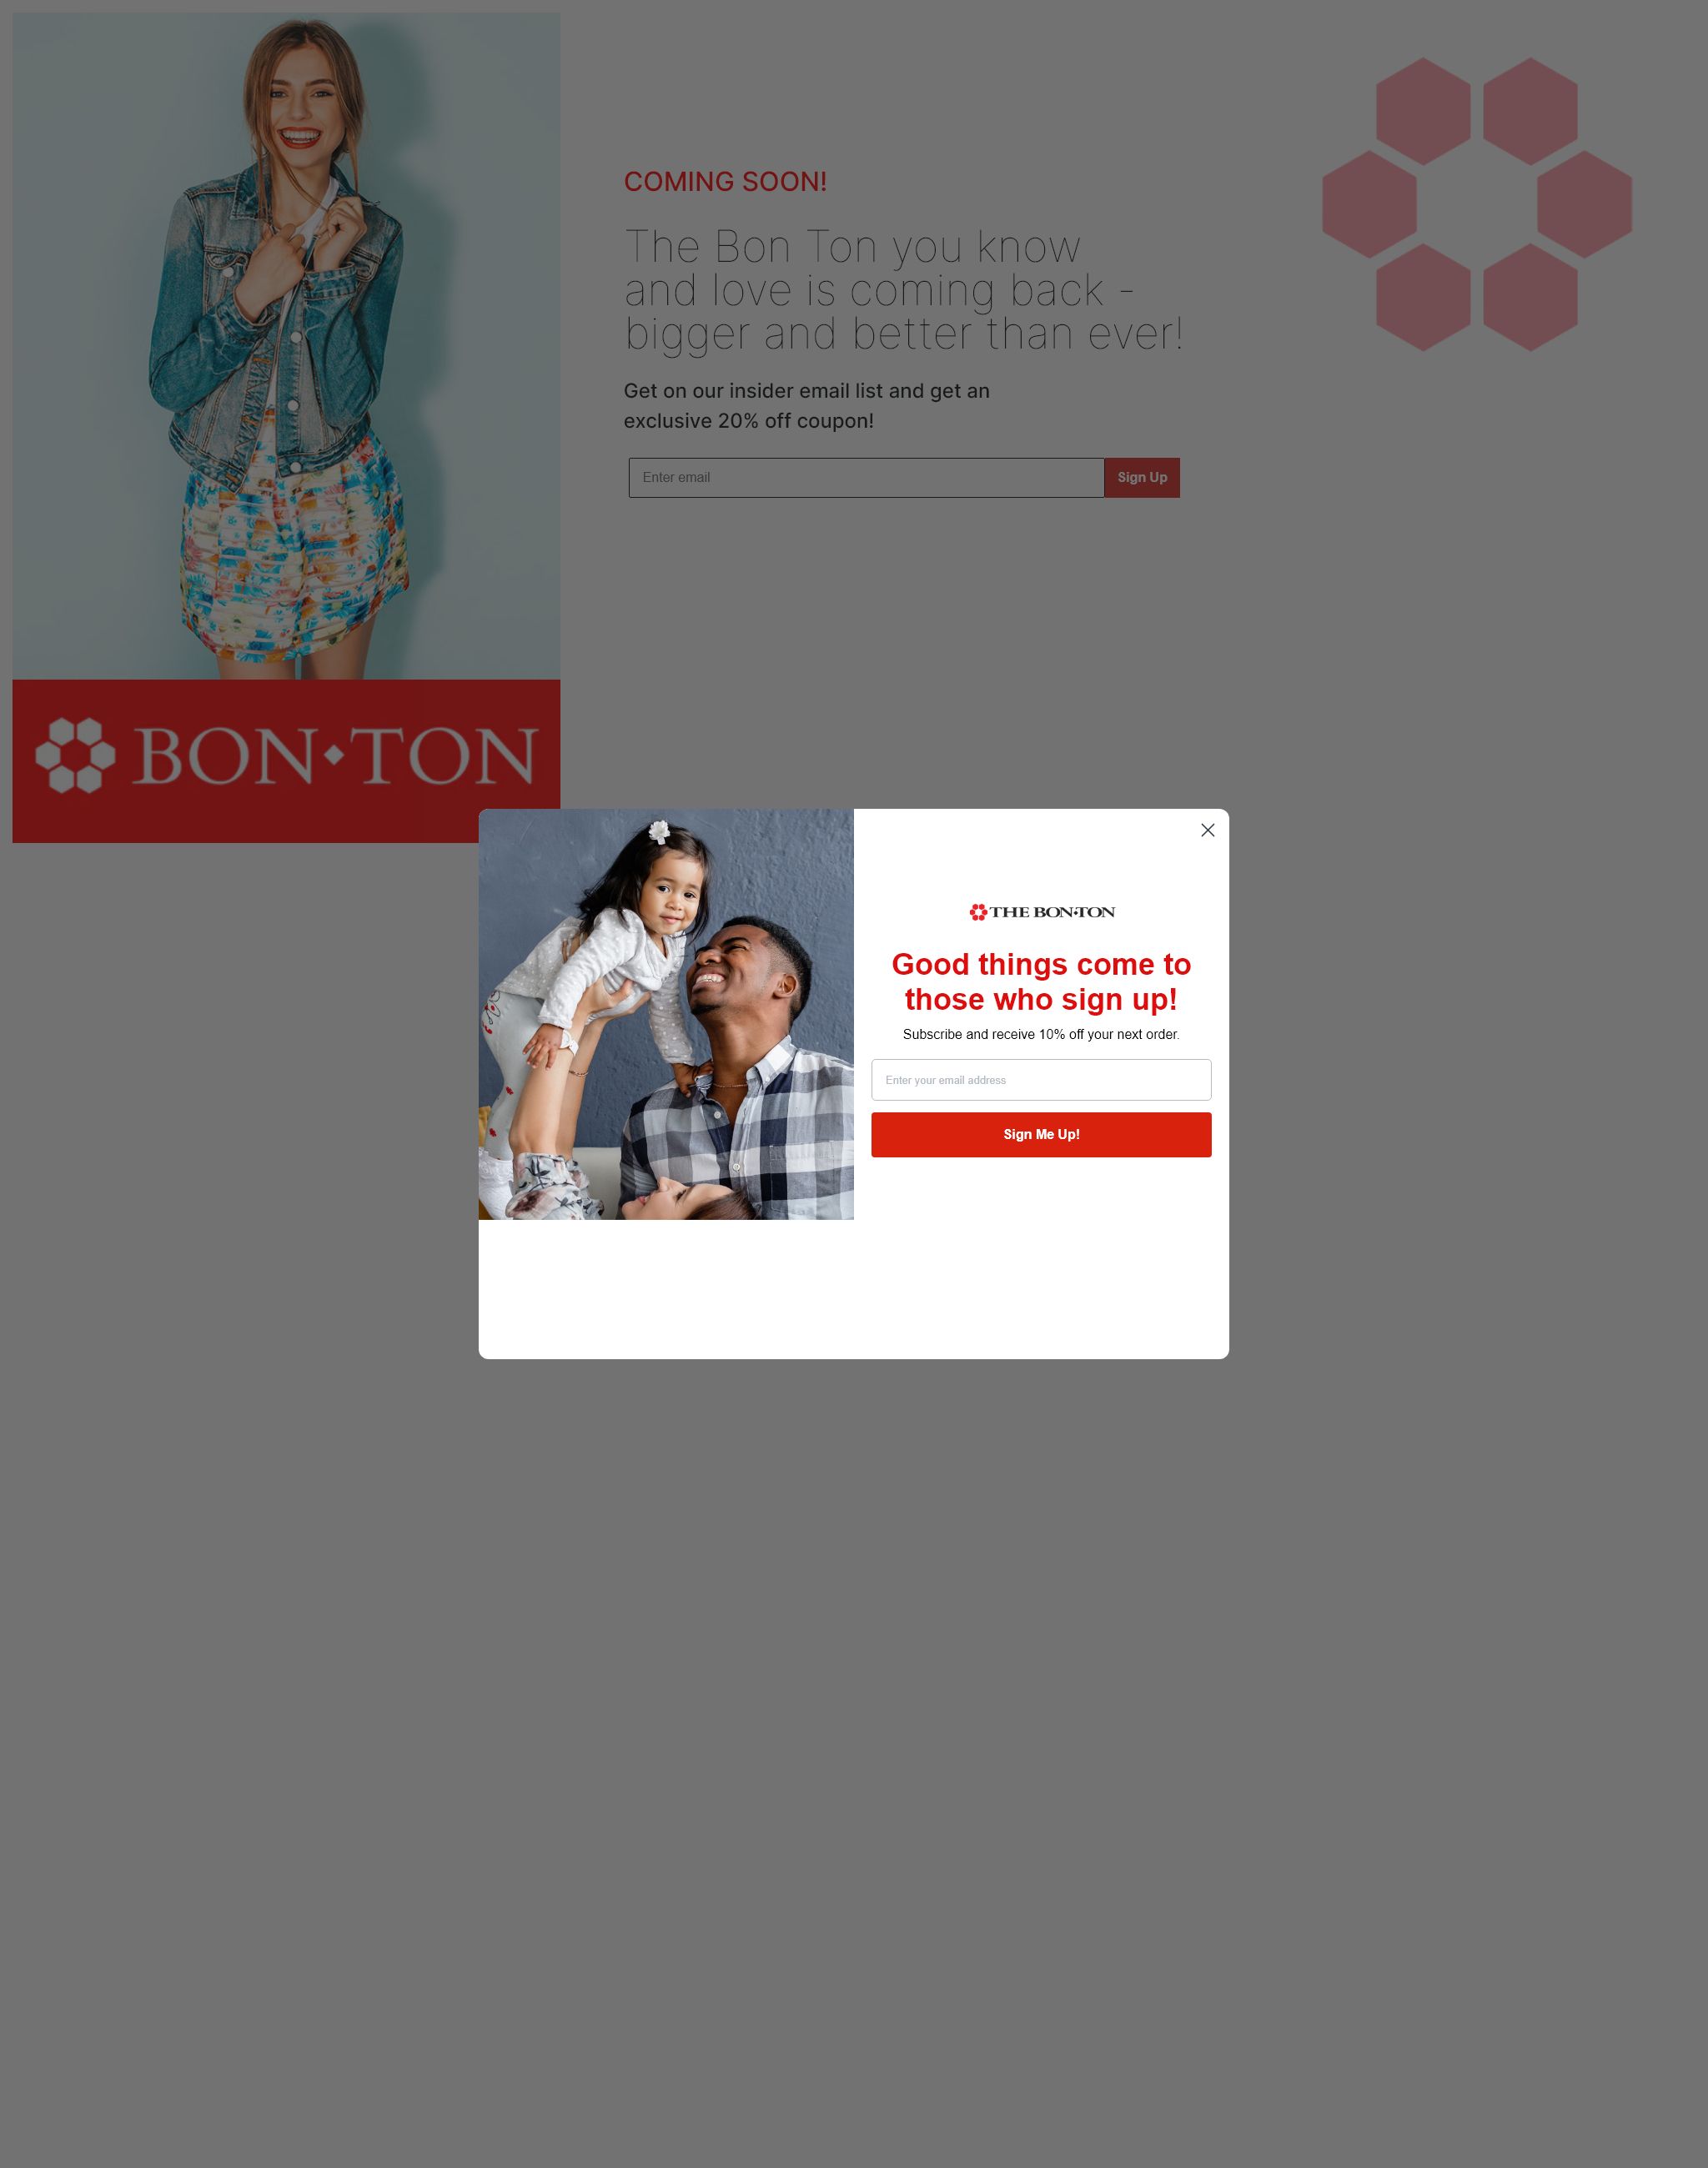 COMING SOON!
The Bon Ton you know
and love is coming back -
bigger and better than ever!
Get on our insider email list and get an
exclusive 20% off coupon!
Enter email
Sign Up
BON•TON
THE BON•TON
Good things come to
those who sign up!
Subscribe and receive 10% off your next order.
Enter your email address
Sign Me Up!